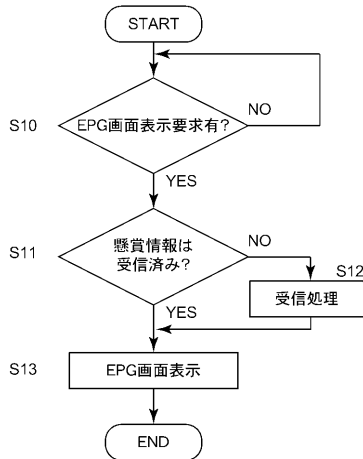 START
S10
EPG画面表示要求有?
NO
YES
S11
懸賞情報は
受信済み?
NO
S12
受信処理
YES
S13
EPG画面表示
END